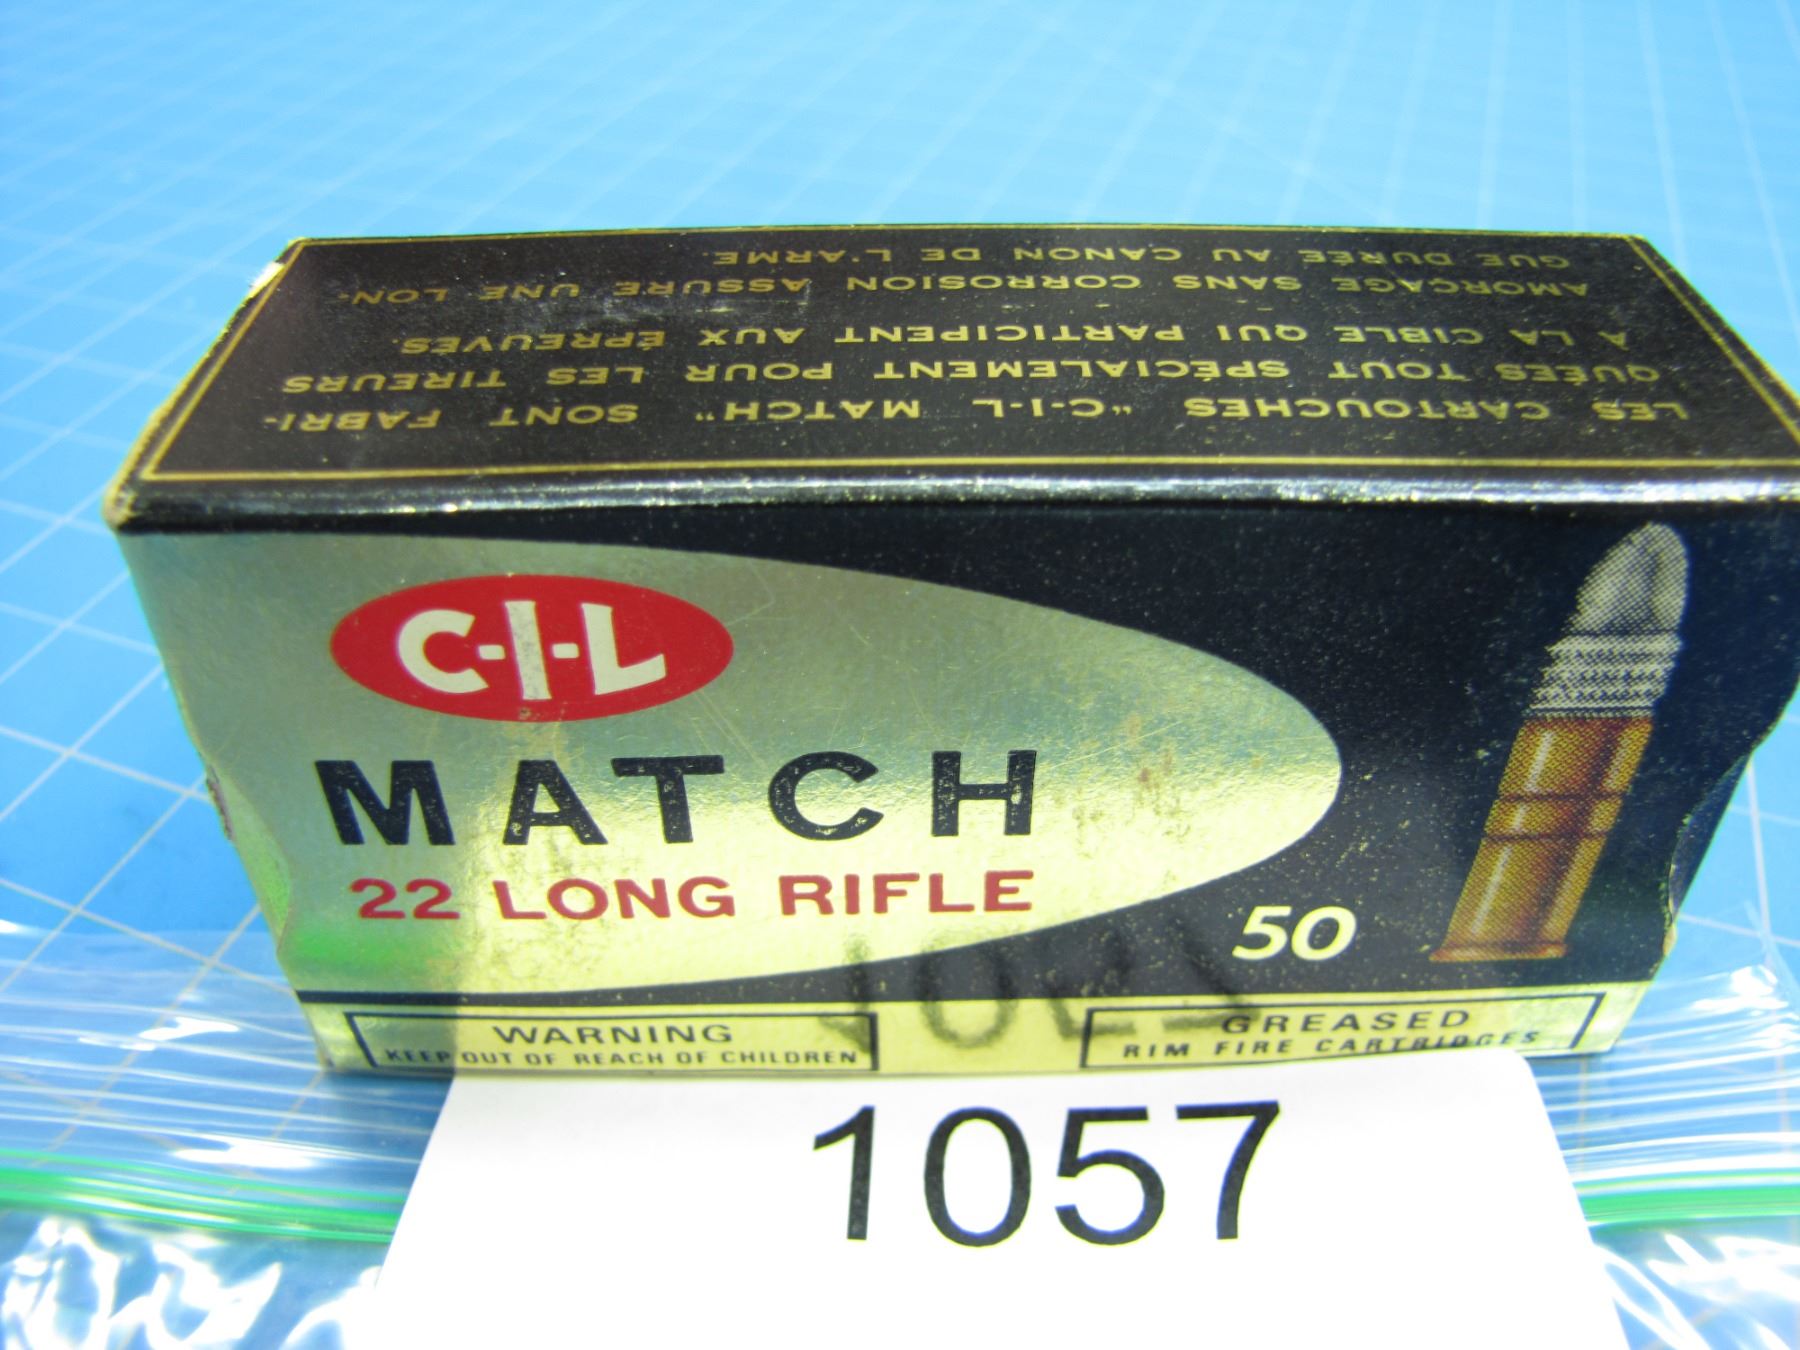 LES CARTOUCHES "C-I-L MATCH" SONT FABRI-
QUÉES TOUT SPÉCIALEMENT POUR LES TIREURS
A LA CIBLE QUI PARTICIPENT AUX ÉPREUVES.
AMORÇAGE SANS CORROSION ASSURE UNE LON-
GUE DURÉE AU CANON DE L'ARME.
C-I-L
MATCH
22 LONG RIFLE
50
WARNING
KEEP OUT OF REACH OF CHILDREN
GREASED
RIM FIRE CARTRIDGES
1057